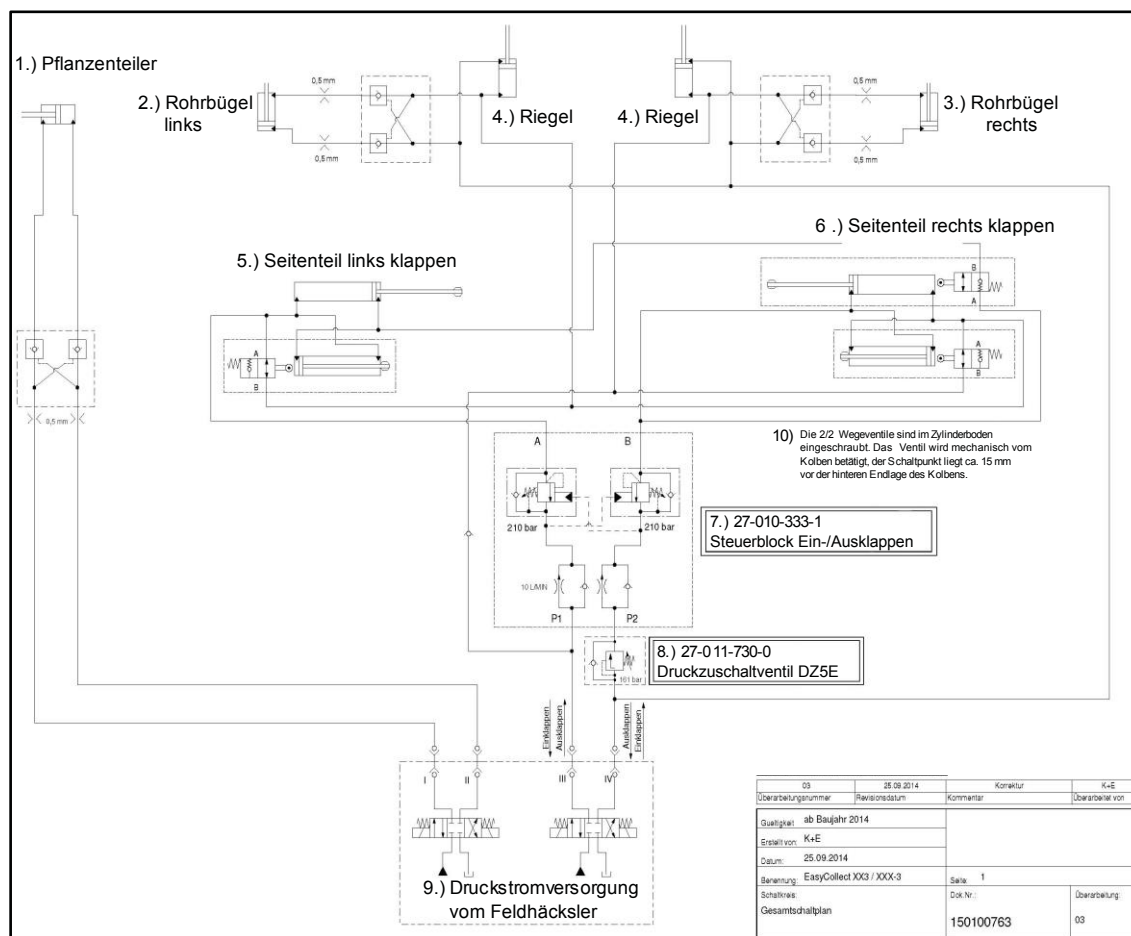 1.) Pflanzenteiler
2.) Rohrbügel
links
0,5 mm
0,5 mm
4.) Riegel
4.) Riegel
0,5 mm
0,5 mm
3.) Rohrbügel
rechts
6 .) Seitenteil rechts klappen
5.) Seitenteil links klappen
B
A
A
B
A
B
0,5 mm
A
B
10) Die 2/2 Wegeventile sind im Zylinderboden
eingeschraubt. Das Ventil wird mechanisch vom
Kolben betätigt, der Schaltpunkt liegt ca. 15 mm
vor der hinteren Endlage des Kolbens.
210 bar
210 bar
7.) 27-010-333-1
Steuerblock Ein-/Ausklappen
10 L/MIN
P1
P2
8.) 27-011-730-0
Druckzuschaltventil DZ5E
161 bar
Einklappen
Ausklappen
Ausklappen
Einklappen
I
II
III
IV
9.) Druckstromversorgung
vom Feldhäcksler
03 25.09.2014 Korrektur K+E
Überarbeitungsnummer Revisionsdatum Kommentar Überarbeitet von
Gueltigkeit: ab Baujahr 2014
Erstellt von: K+E
Datum: 25.09.2014
Benennung: EasyCollect XX3 / XXX-3 Seite: 1
Schaltkreis: Dok.Nr.: Überarbeitung:
Gesamtschaltplan
150100763 03